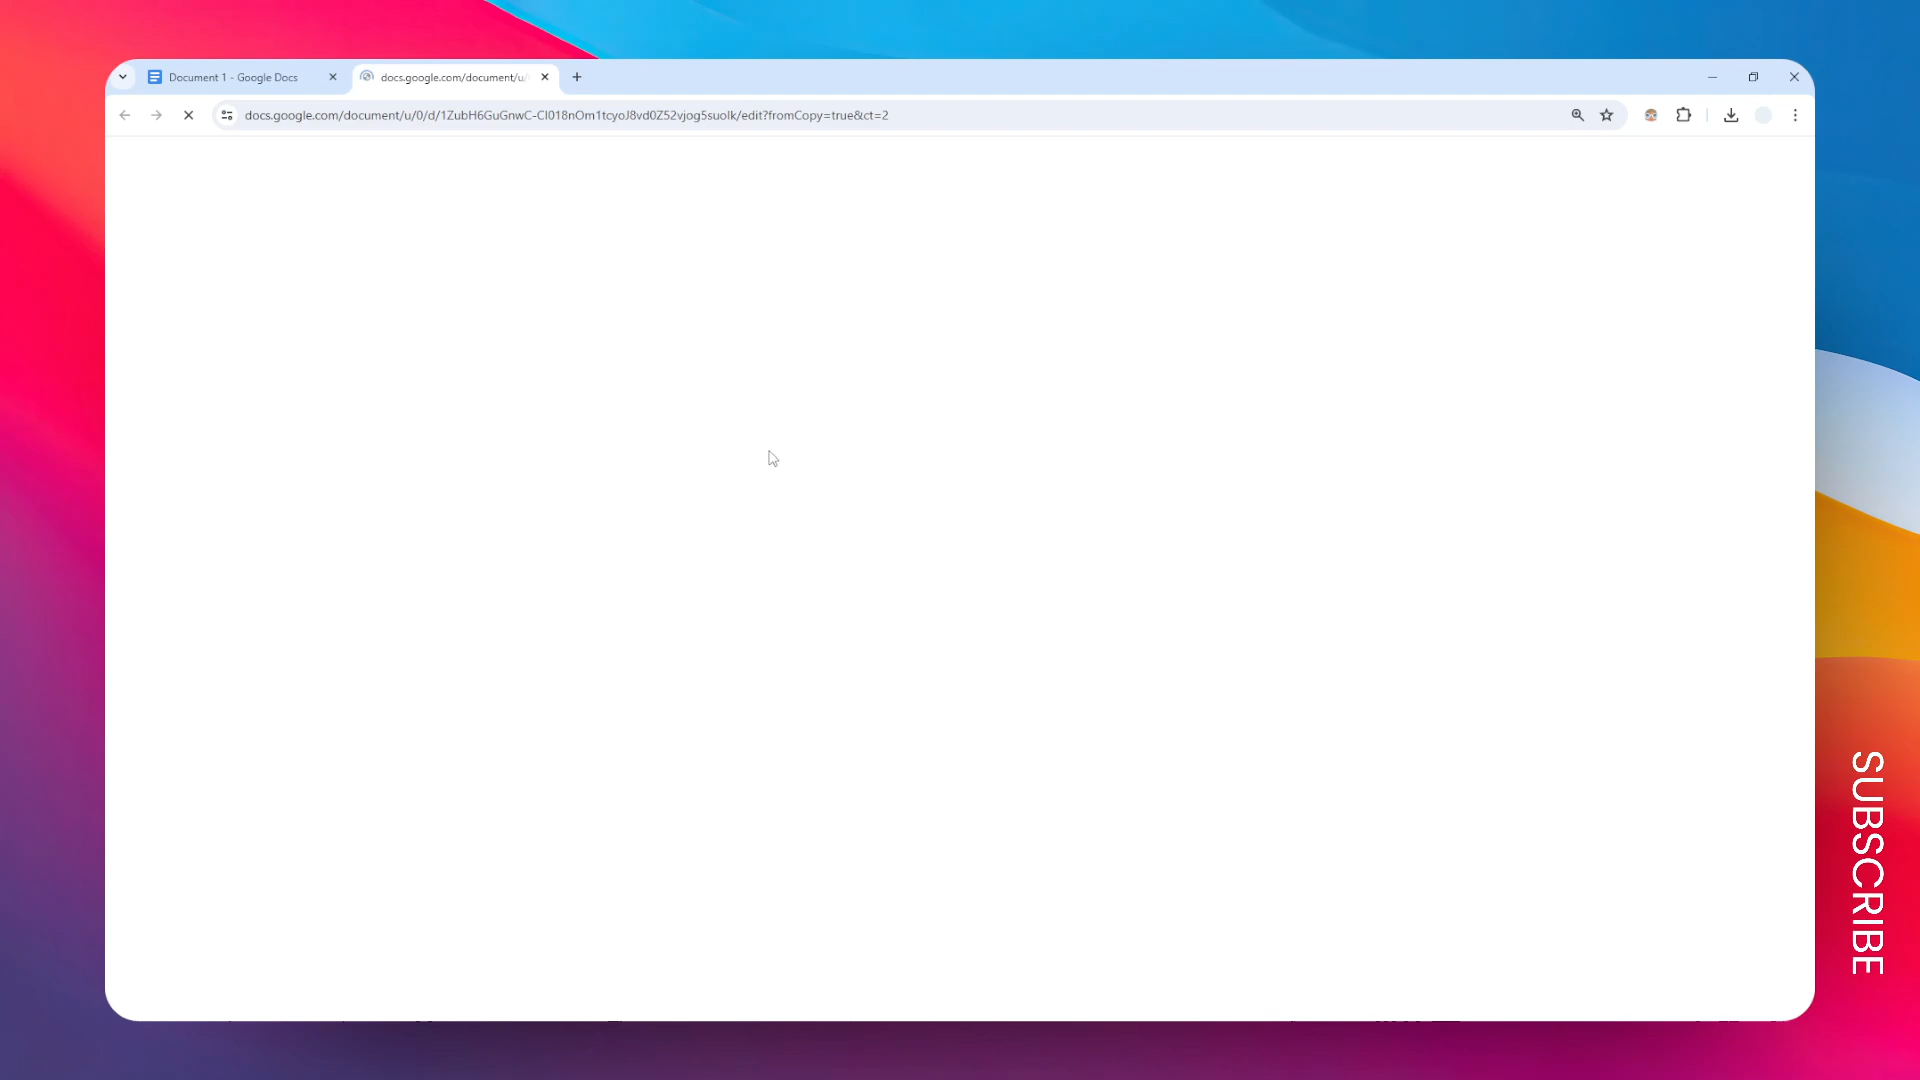 Document 1 - Google Docs
docs.google.com/document/u/
docs.google.com/document/u/0/d/1ZubH6GuGnwC-CI018nOm1tcyoJ8vd0Z52vjog5suolk/edit?fromCopy=true&ct=2
SUBSCRIBE